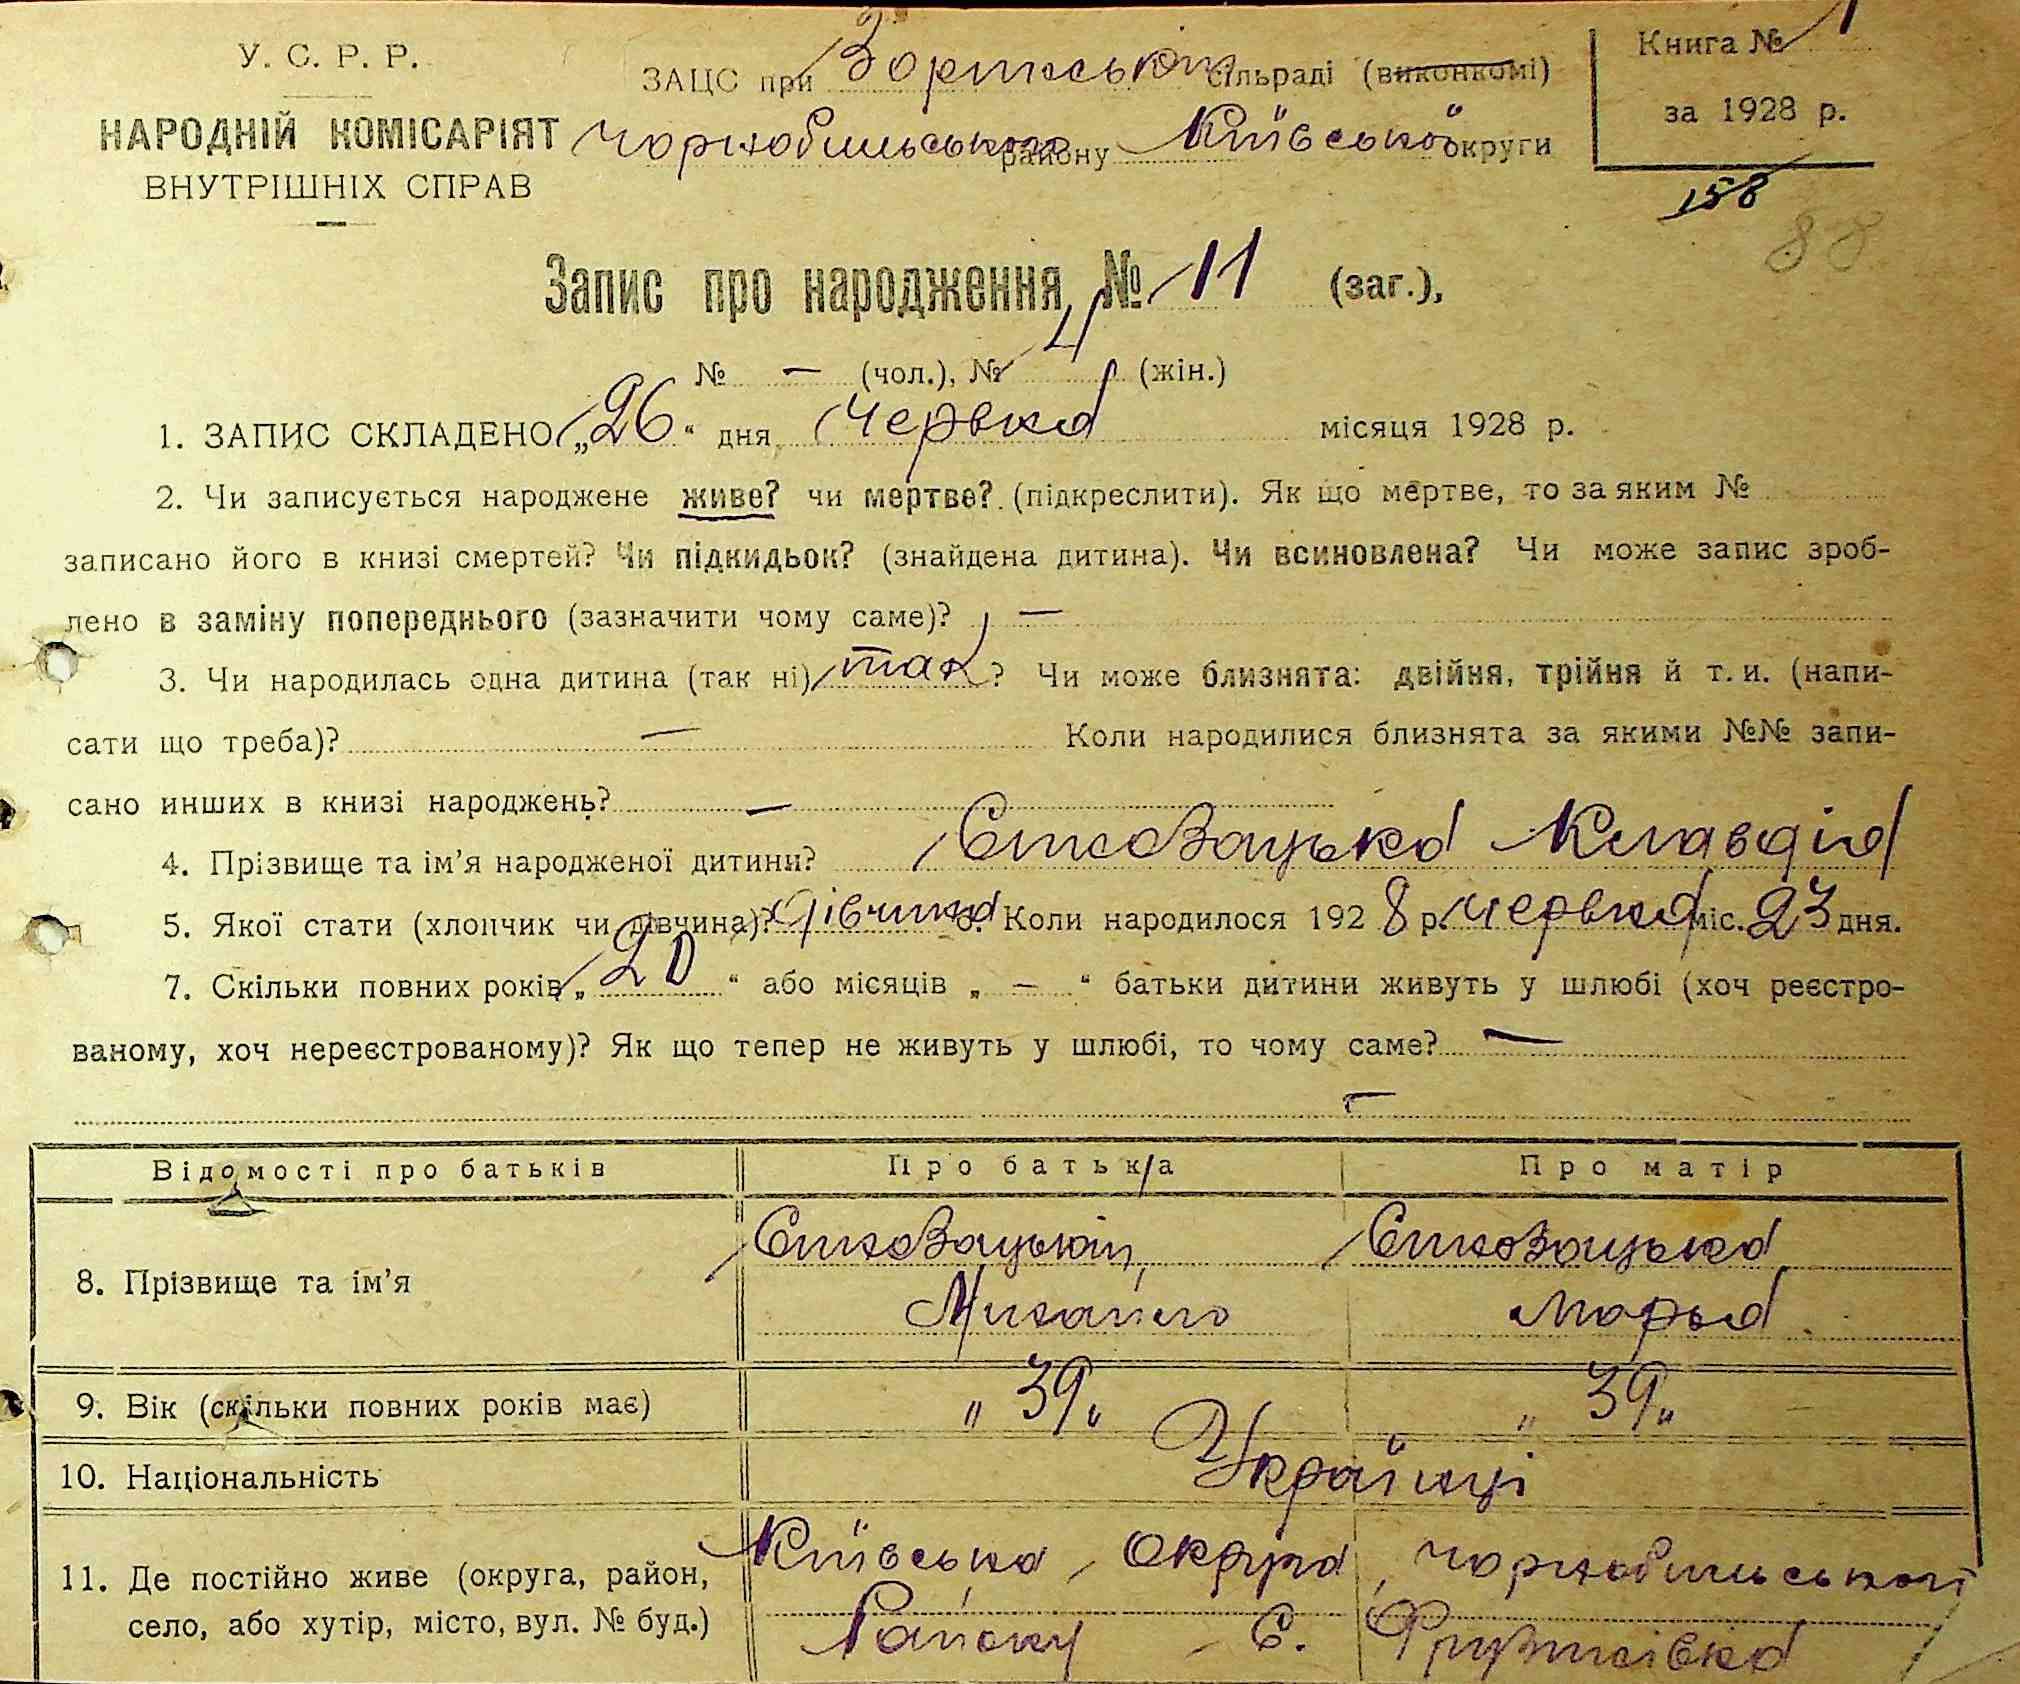 У. С. Р. Р.
НАРОДНІЙ КОМІСАРІЯТ
ВНУТРІШНІХ СПРАВ
ЗАЦС при Зоринській сільраді (виконкомі)
Чорнобильського району Київської округи
Книга № 1
за 1928 р.
158
88
Запис про народження № 11 (заг.),
№ — (чол.), № 4 (жін.)
1. ЗАПИС СКЛАДЕНО „26“ дня червня місяця 1928 р.
2. Чи записується народжене живе? чи мертве? (підкреслити). Як що мертве, то за яким №
записано його в книзі смертей? Чи підкидьок? (знайдена дитина). Чи всиновлена? Чи може запис зроб-
лено в заміну попереднього (зазначити чому саме)? —
3. Чи народилась одна дитина (так ні) так? Чи може близнята: двійня, трійня й т. и. (напи-
сати що треба)? — Коли народилися близнята за якими №№ запи-
сано инших в книзі народжень? —
4. Прізвище та ім’я народженої дитини? Клавдія
5. Якої стати (хлопчик чи дівчина)? дівчина 6. Коли народилося 1928 р. червня міс. 23 дня.
7. Скільки повних років „20“ або місяців „—“ батьки дитини живуть у шлюбі (хоч реєстро-
ваному, хоч нереєстрованому)? Як що тепер не живуть у шлюбі, то чому саме? —
—
Відомості про батьків Про батька Про матір
8. Прізвище та ім’я
Михайло Марья
9. Вік (скільки повних років має) „39„ „39„
10. Національність Українці
11. Де постійно живе (округа, район,
село, або хутір, місто, вул. № буд.)
Київська округа, Чорнобильського
Району С.